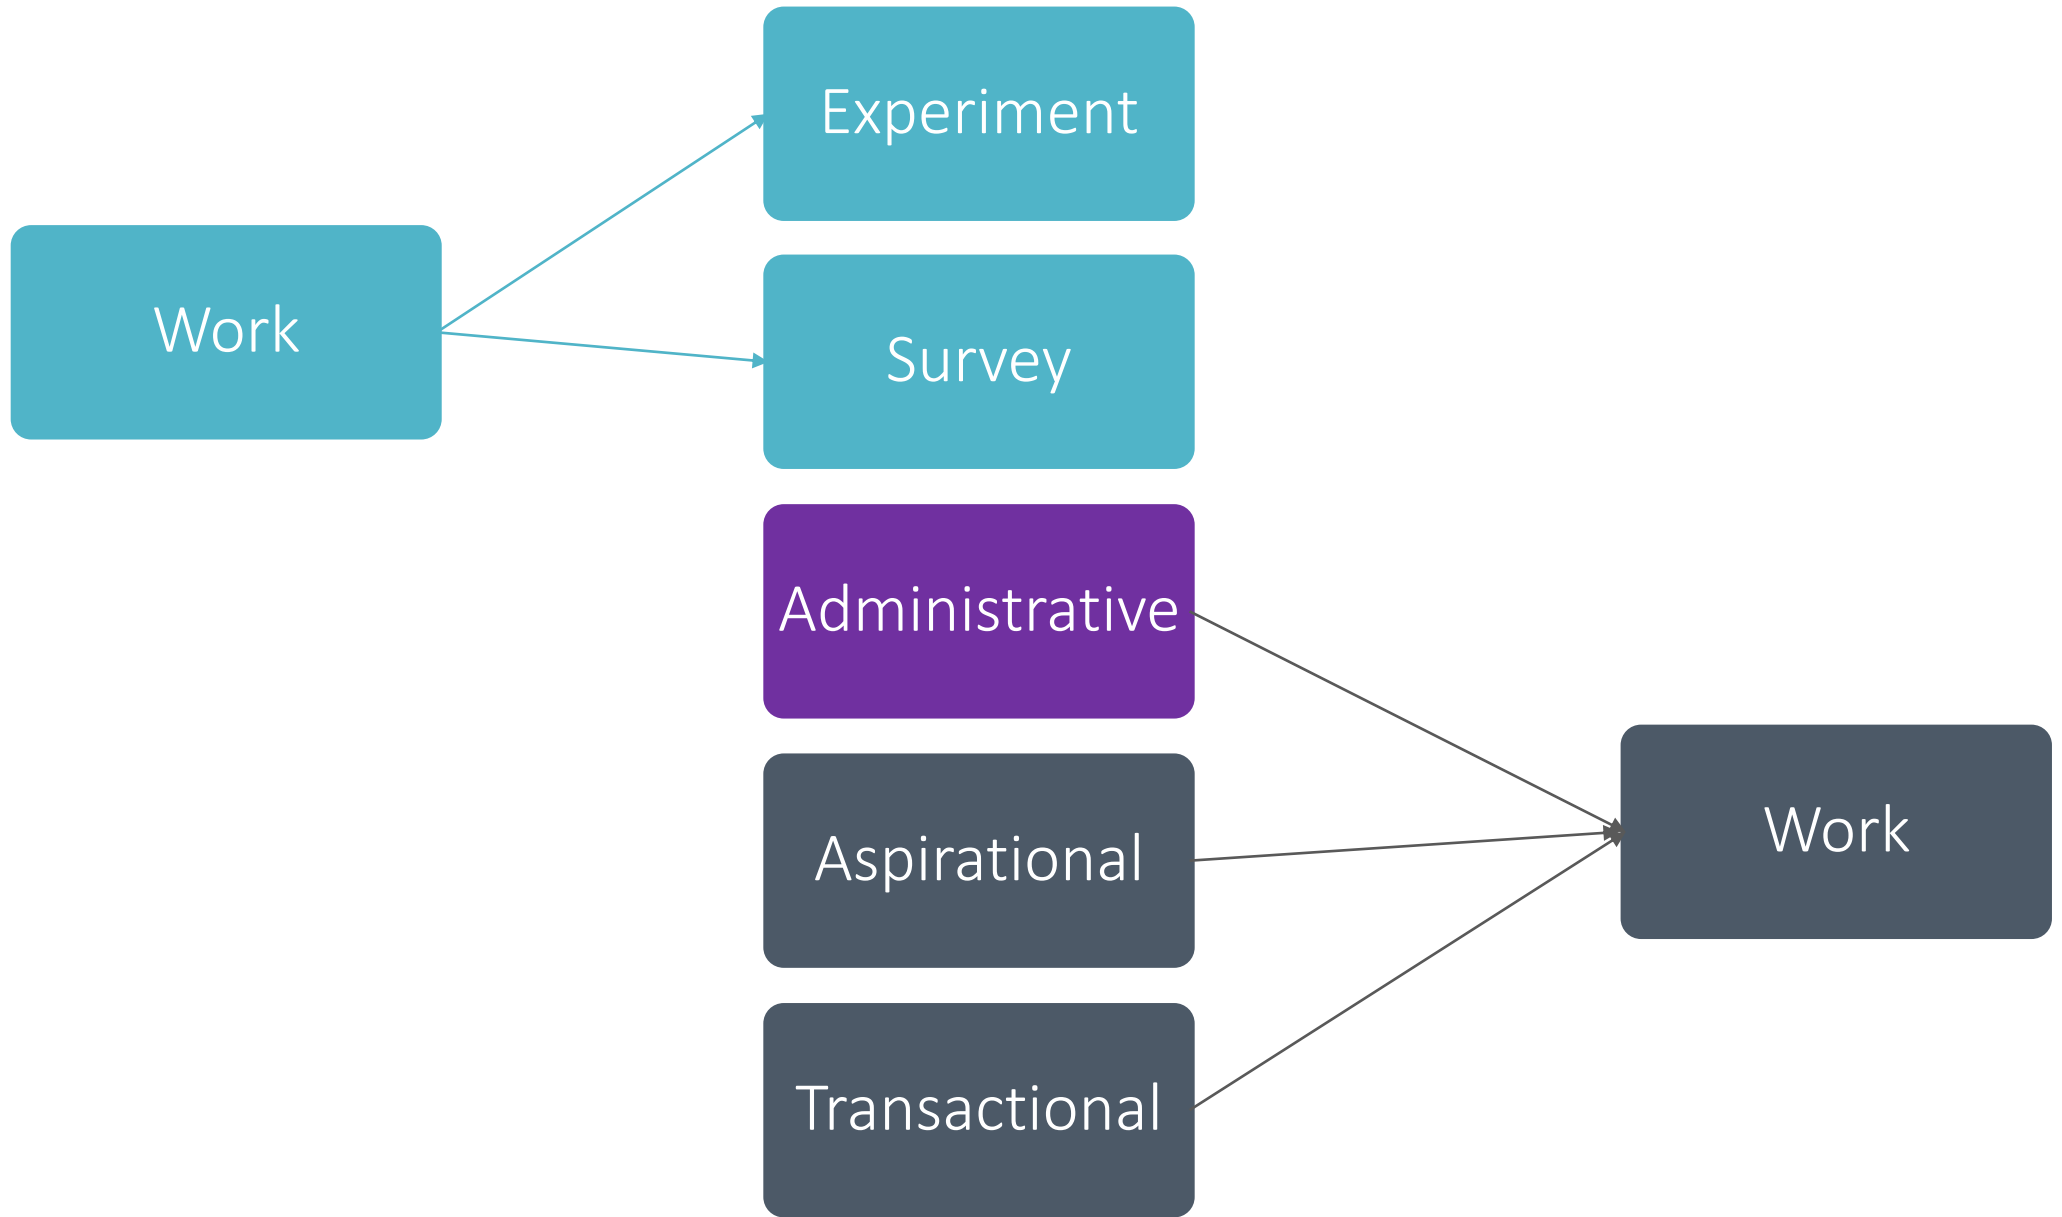 Experiment
Work
Survey
Administrative
Work
Aspirational
Transactional